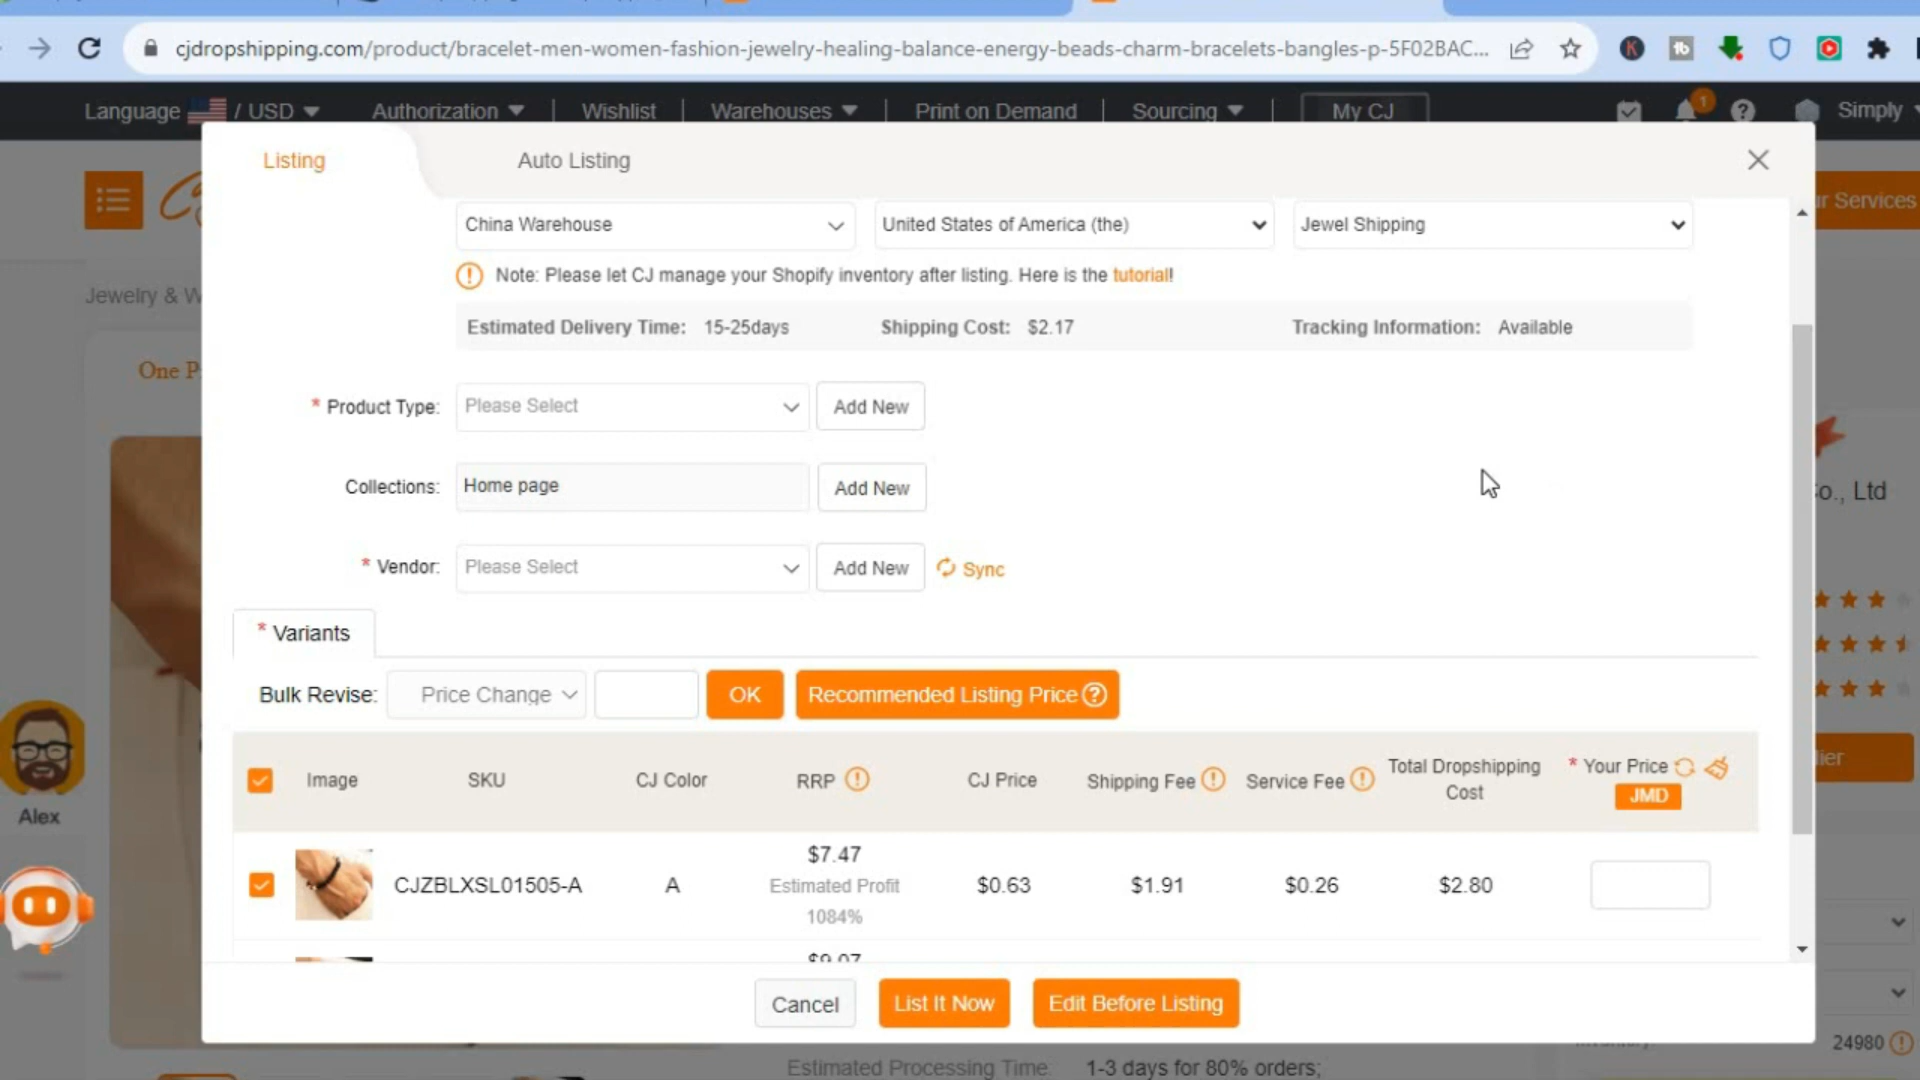 cjdropshipping.com/product/bracelet-men-women-fashion-jewelry-healing-balance-energy-beads-charm-bracelets-bangles-p-5F02BAC...
Language / USD Authorization | Wishlist | Warehouses | Print on Demand | Sourcing | My CJ 1 Simply
Listing Auto Listing
Services
China Warehouse United States of America (the) Jewel Shipping
Note: Please let CJ manage your Shopify inventory after listing. Here is the tutorial!
Jewelry & W
Estimated Delivery Time: 15-25days Shipping Cost: $2.17 Tracking Information: Available
One P
* Product Type: Please Select Add New
Collections: Home page Add New
o., Ltd
* Vendor: Please Select Add New Sync
* Variants
Bulk Revise: Price Change OK Recommended Listing Price
Image SKU CJ Color RRP CJ Price Shipping Fee Service Fee Total Dropshipping Cost * Your Price
JMD
Alex
$7.47
CJZBLXSL01505-A A Estimated Profit $0.63 $1.91 $0.26 $2.80
1084%
$9.07
Cancel List It Now Edit Before Listing
24980
Estimated Processing Time: 1-3 days for 80% orders;